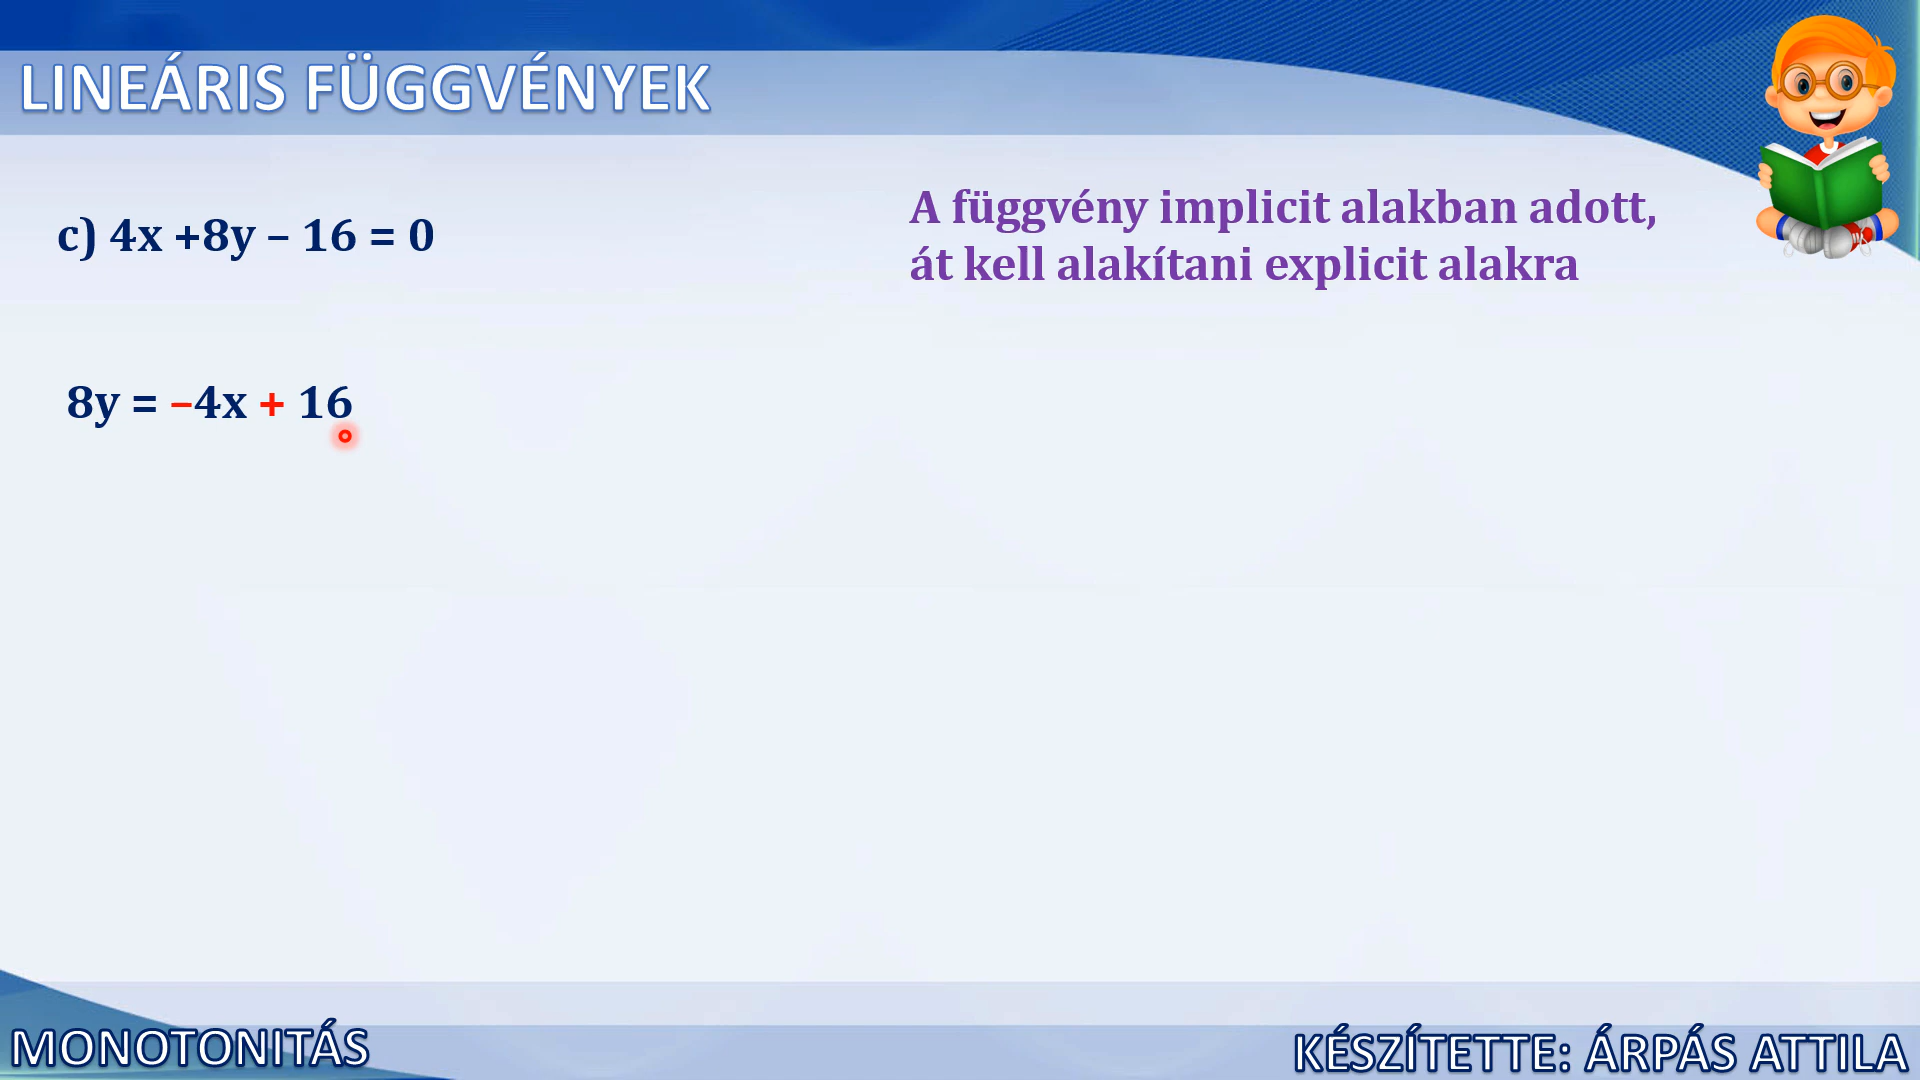 LINEÁRIS FÜGGVÉNYEK
c) 4x +8y – 16 = 0
A függvény implicit alakban adott,
át kell alakítani explicit alakra
8y = –4x + 16
MONOTONITÁS
KÉSZÍTETTE: ÁRPÁS ATTILA